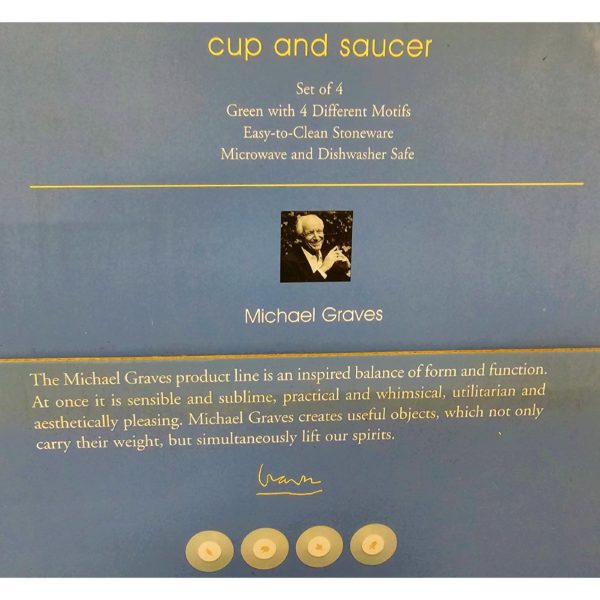 cup and saucer
Set of 4
Green with 4 Different Motifs
Easy-to-Clean Stoneware
Microwave and Dishwasher Safe
Michael Graves
The Michael Graves product line is an inspired balance of form and function.
At once it is sensible and sublime, practical and whimsical, utilitarian and
aesthetically pleasing. Michael Graves creates useful objects, which not only
carry their weight, but simultaneously lift our spirits.
Graves